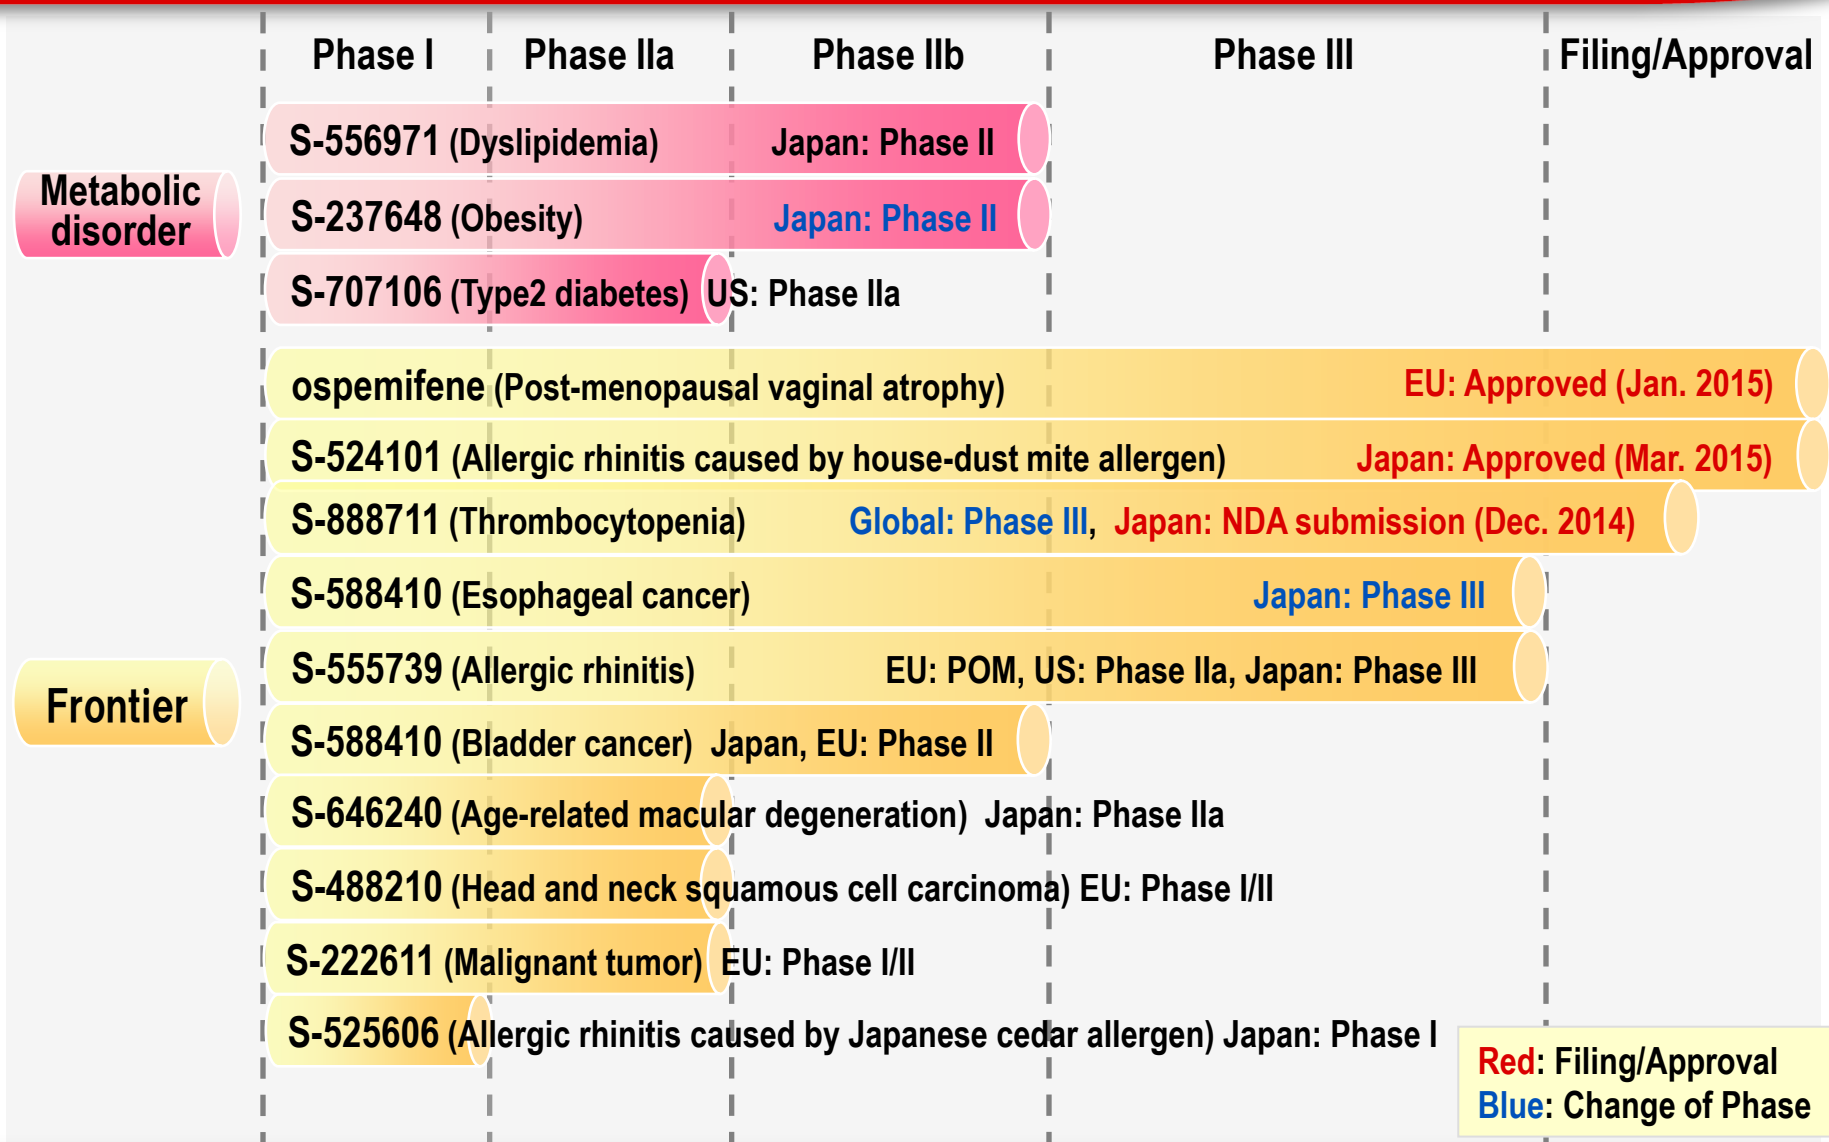 Phase I Phase IIa Phase IIb Phase III Filing/Approval
Metabolic
disorder
S-556971 (Dyslipidemia) Japan: Phase II
S-237648 (Obesity) Japan: Phase II
S-707106 (Type2 diabetes) US: Phase IIa
Frontier
ospemifene (Post-menopausal vaginal atrophy) EU: Approved (Jan. 2015)
S-524101 (Allergic rhinitis caused by house-dust mite allergen) Japan: Approved (Mar. 2015)
S-888711 (Thrombocytopenia) Global: Phase III, Japan: NDA submission (Dec. 2014)
S-588410 (Esophageal cancer) Japan: Phase III
S-555739 (Allergic rhinitis) EU: POM, US: Phase IIa, Japan: Phase III
S-588410 (Bladder cancer) Japan, EU: Phase II
S-646240 (Age-related macular degeneration) Japan: Phase IIa
S-488210 (Head and neck squamous cell carcinoma) EU: Phase I/II
S-222611 (Malignant tumor) EU: Phase I/II
S-525606 (Allergic rhinitis caused by Japanese cedar allergen) Japan: Phase I
Red: Filing/Approval
Blue: Change of Phase